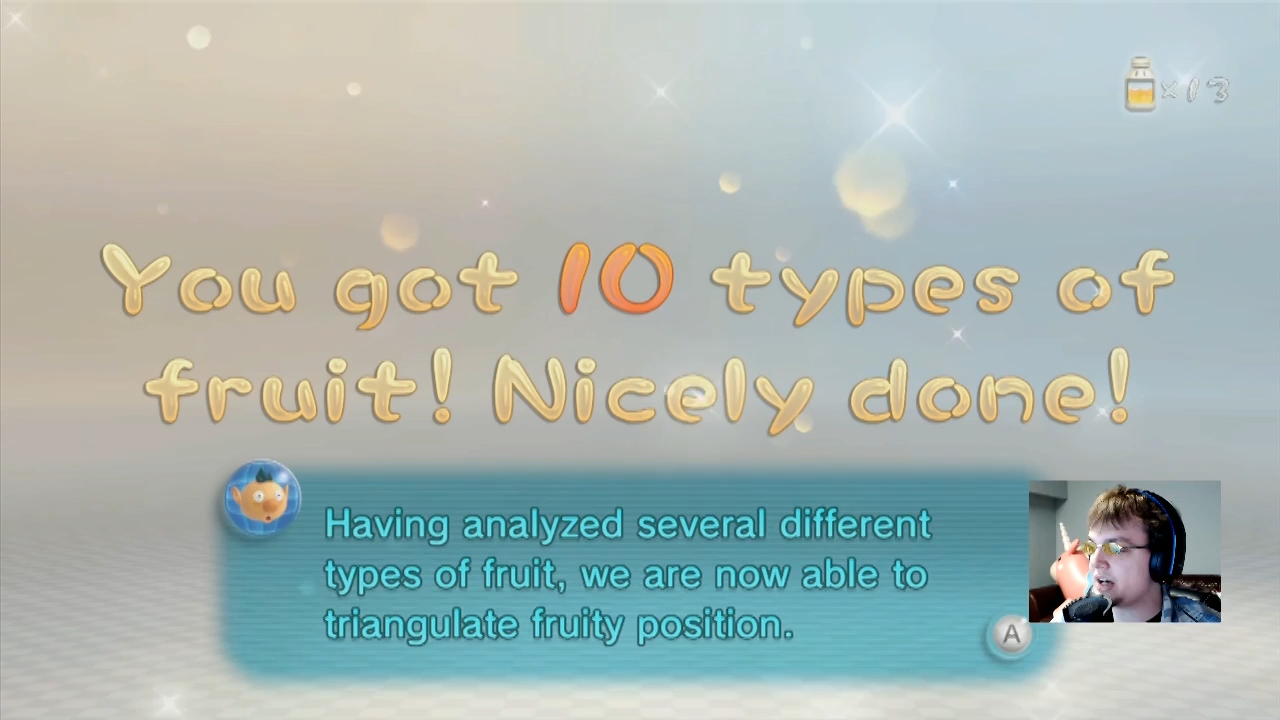 ×13
You got 10 types of
fruit! Nicely done!
Having analyzed several different
types of fruit, we are now able to
triangulate fruity position.
A